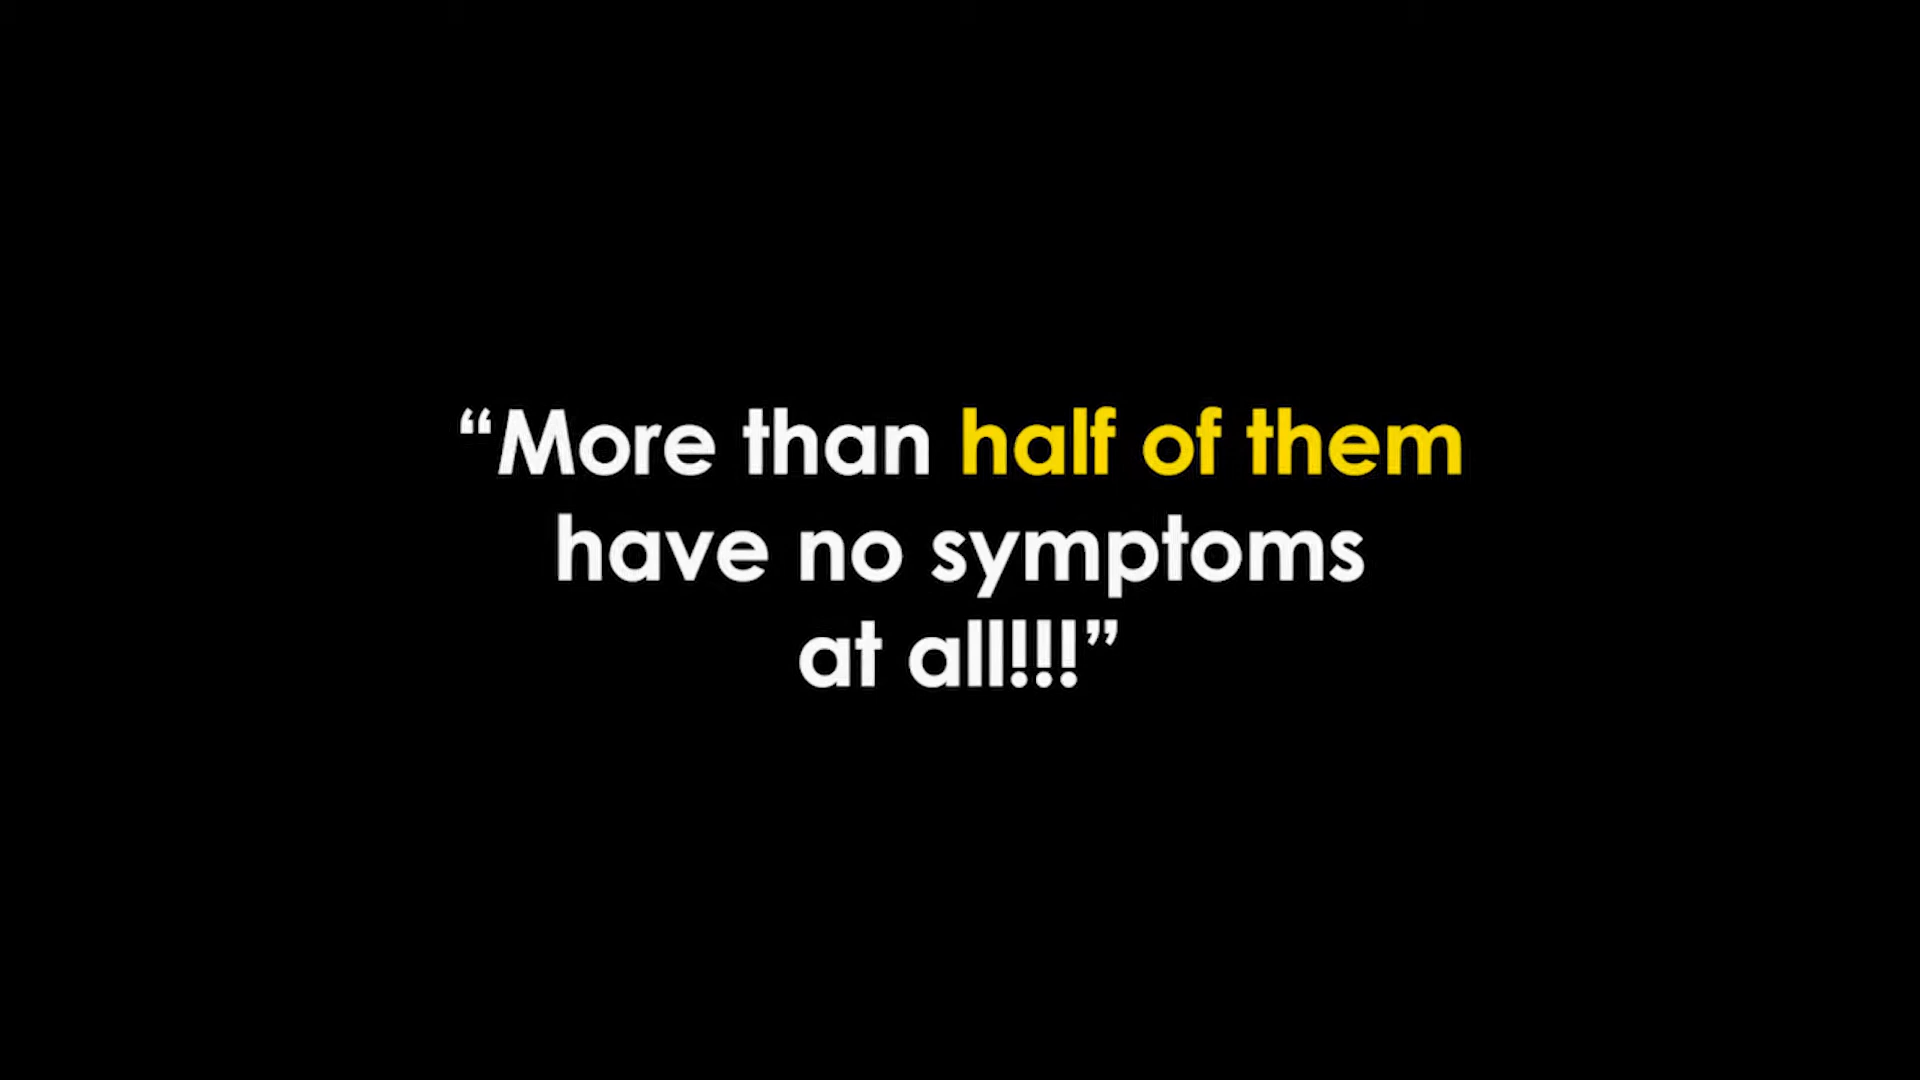 “More than half of them
have no symptoms
at all!!!”